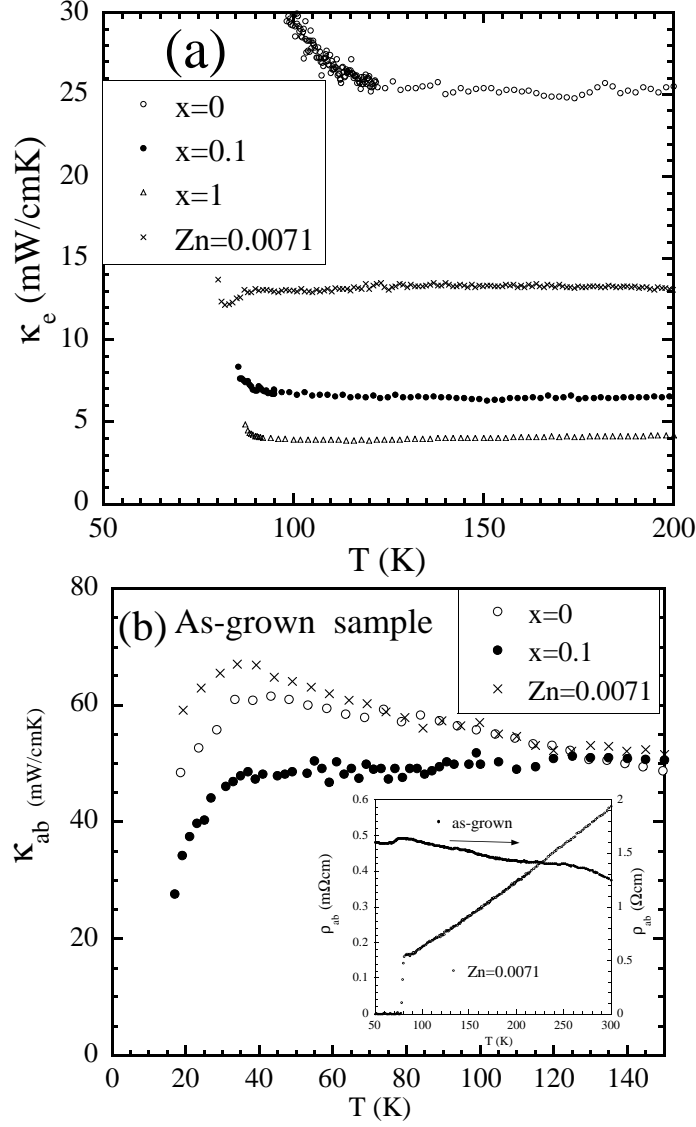 30
25
20
15
10
5
0
κe (mW/cmK)
(a)
x=0
x=0.1
x=1
Zn=0.0071
50 100 150 200
T (K)
80
60
40
20
0
κab (mW/cmK)
(b) As-grown sample
x=0
x=0.1
Zn=0.0071
0.6
0.5
0.4
0.3
0.2
0.1
0
ρab (mΩcm)
as-grown
Zn=0.0071
2
1.5
1
0.5
0
ρab (Ωcm)
50 100 150 200 250 300
T (K)
0 20 40 60 80 100 120 140
T (K)